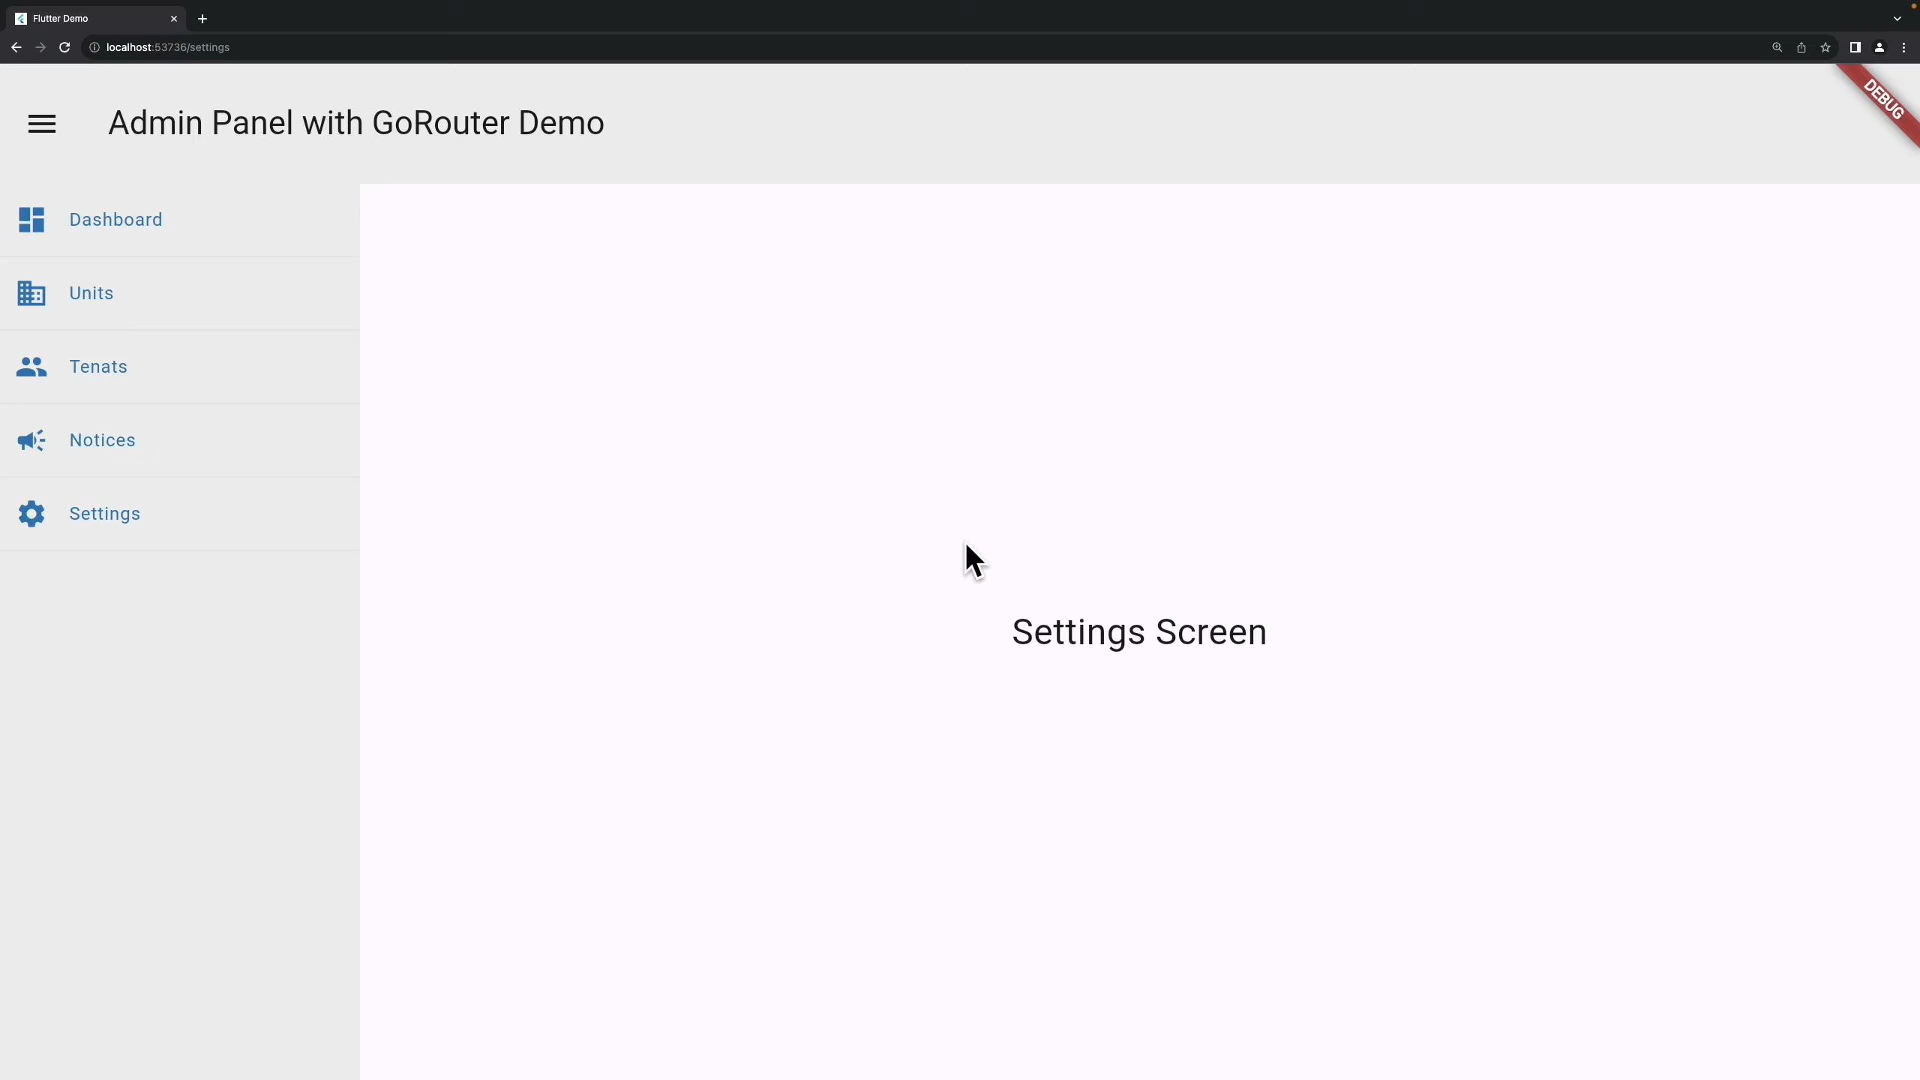 Flutter Demo
localhost:53736/settings
DEBUG
Admin Panel with GoRouter Demo
Dashboard
Units
Tenats
Notices
Settings
Settings Screen